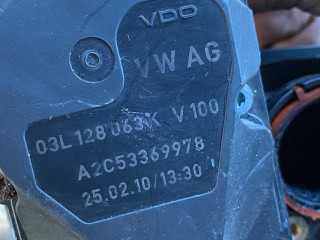 VDO
VW AG
03L 128 063K V100
A2C53369978
25.02.10/13:30